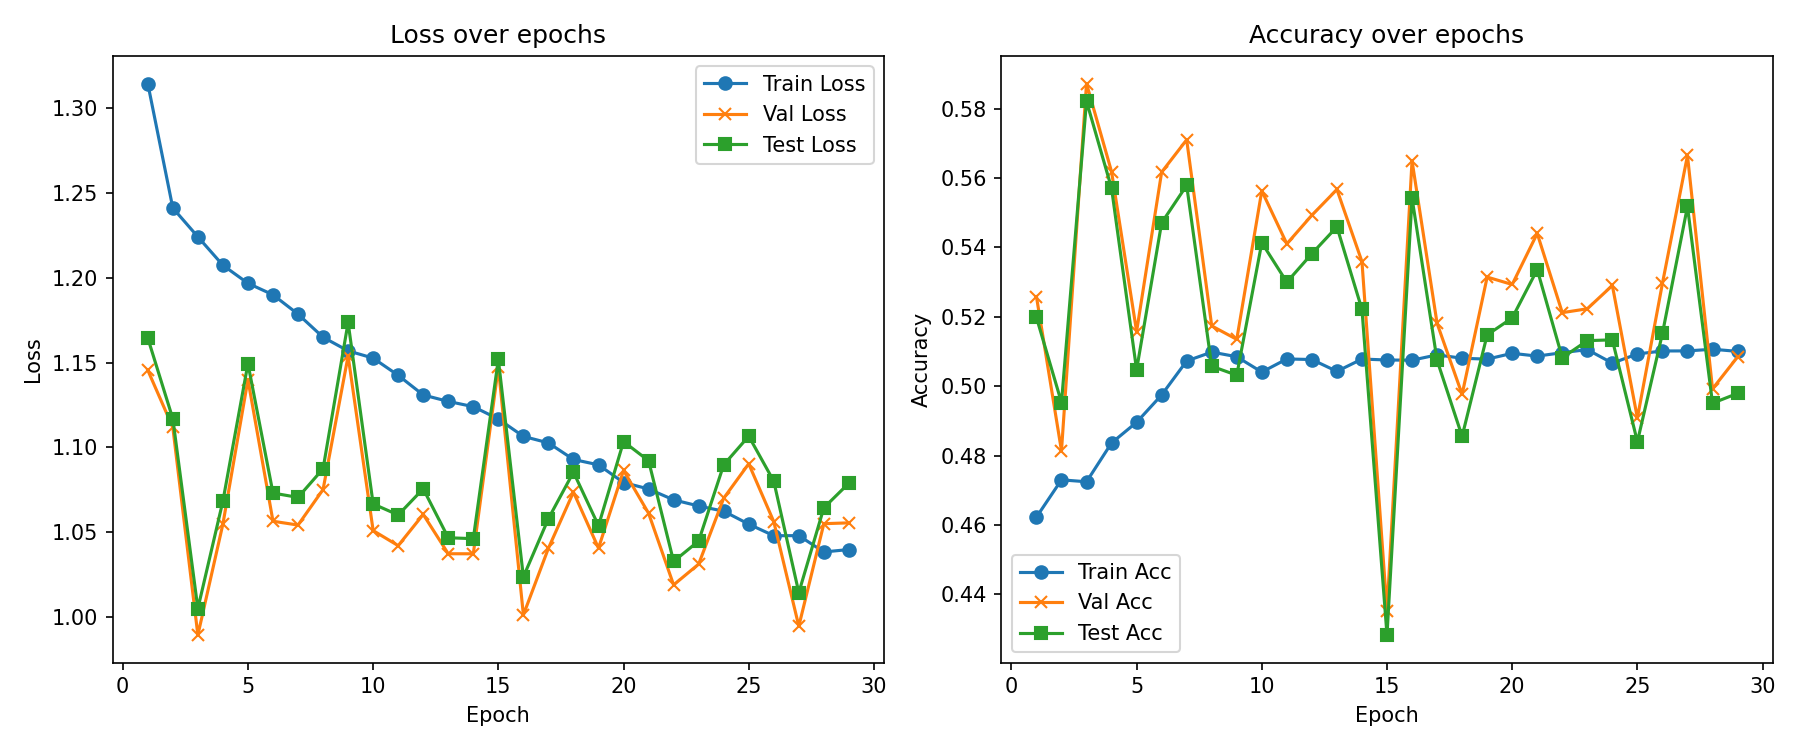 Loss over epochs
Loss
1.30
1.25
1.20
1.15
1.10
1.05
1.00
0 5 10 15 20 25 30
Epoch
Train Loss
Val Loss
Test Loss
Accuracy over epochs
Accuracy
0.58
0.56
0.54
0.52
0.50
0.48
0.46
0.44
0 5 10 15 20 25 30
Epoch
Train Acc
Val Acc
Test Acc